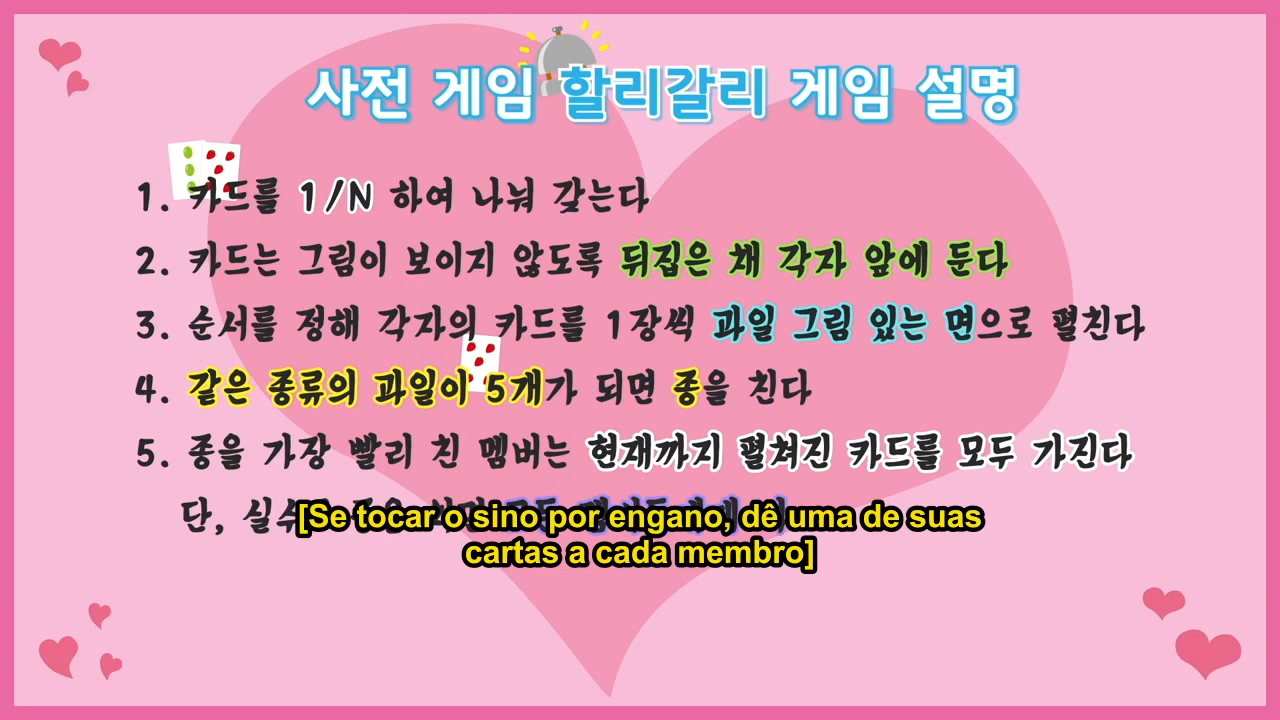 사전 게임 할리갈리 게임 설명
1. 카드를 1/N 하여 나눠 갖는다
2. 카드는 그림이 보이지 않도록 뒤집은 채 각자 앞에 둔다
3. 순서를 정해 각자의 카드를 1장씩 과일 그림 있는 면으로 펼친다
4. 같은 종류의 과일이 5개가 되면 종을 친다
5. 종을 가장 빨리 친 멤버는 현재까지 펼쳐진 카드를 모두 가진다
단,
[Se tocar o sino por engano, dê uma de suas
cartas a cada membro]